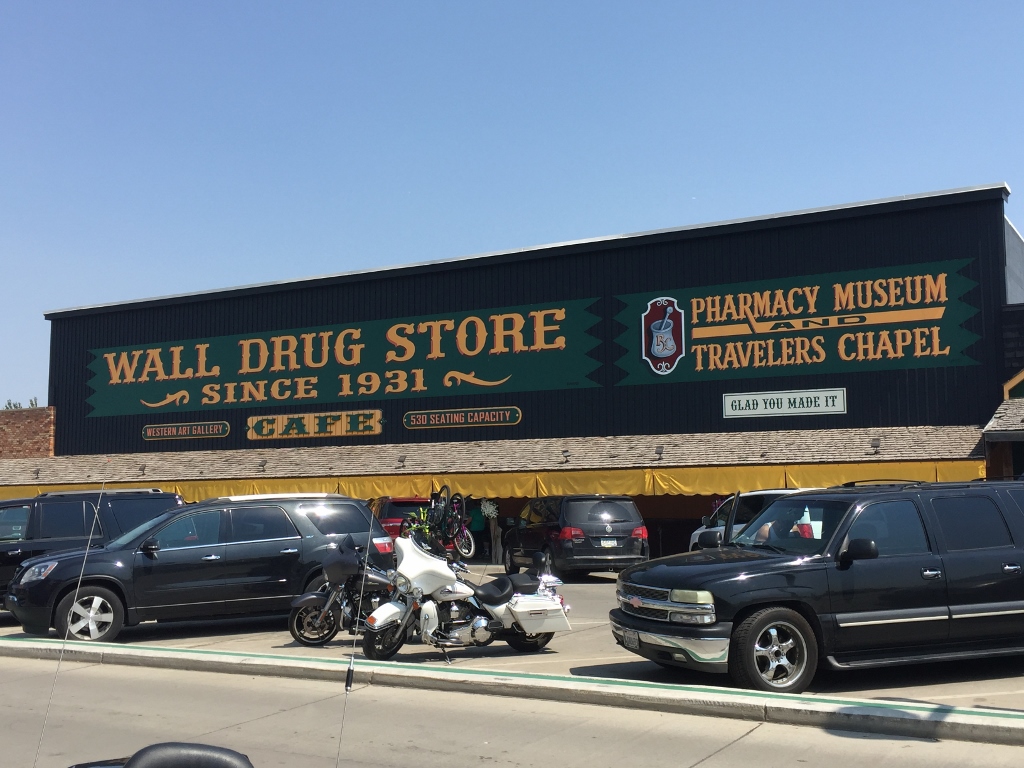 WALL DRUG STORE
SINCE 1931
WESTERN ART GALLERY
CAFE
530 SEATING CAPACITY
PHARMACY MUSEUM
AND
TRAVELERS CHAPEL
GLAD YOU MADE IT